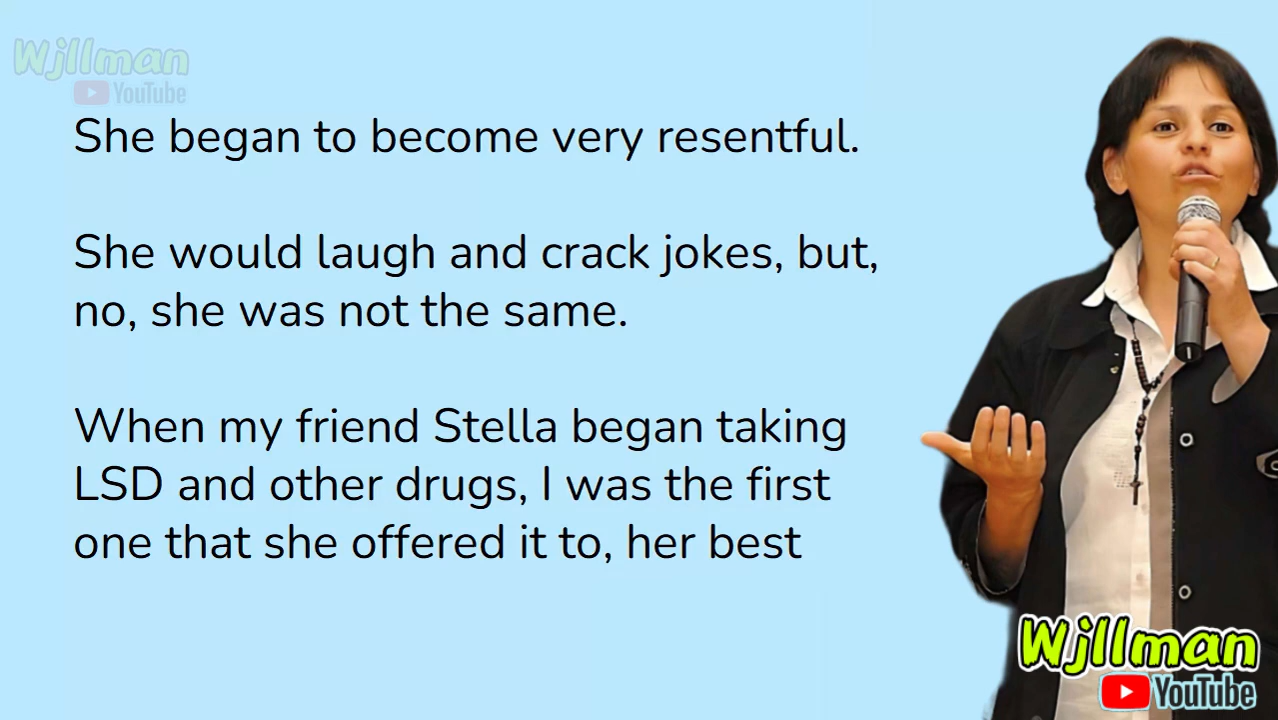 Wjllman
YouTube
She began to become very resentful.
She would laugh and crack jokes, but,
no, she was not the same.
When my friend Stella began taking
LSD and other drugs, I was the first
one that she offered it to, her best
Wjllman
YouTube